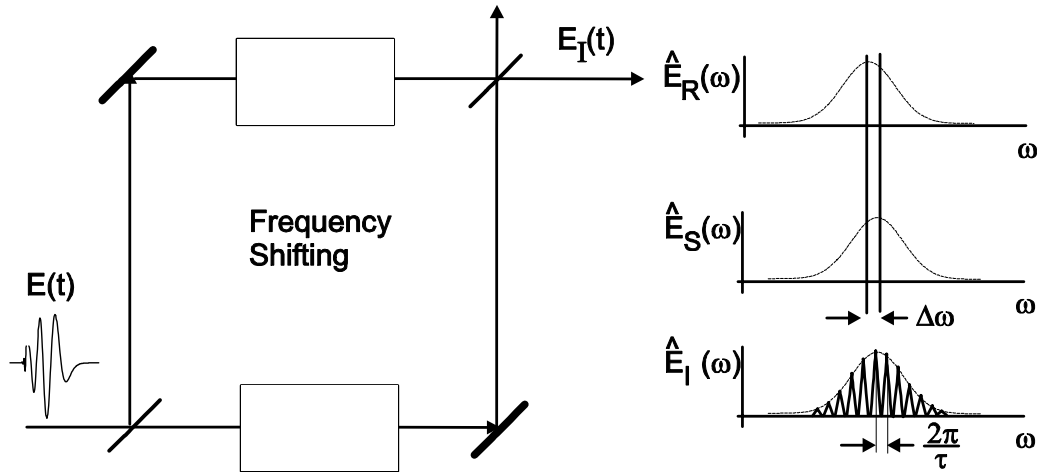 E_I(t)
Ê_R(ω)
ω
Frequency
Shifting
Ê_S(ω)
ω
E(t)
Δω
Ê_I (ω)
ω
2π
τ